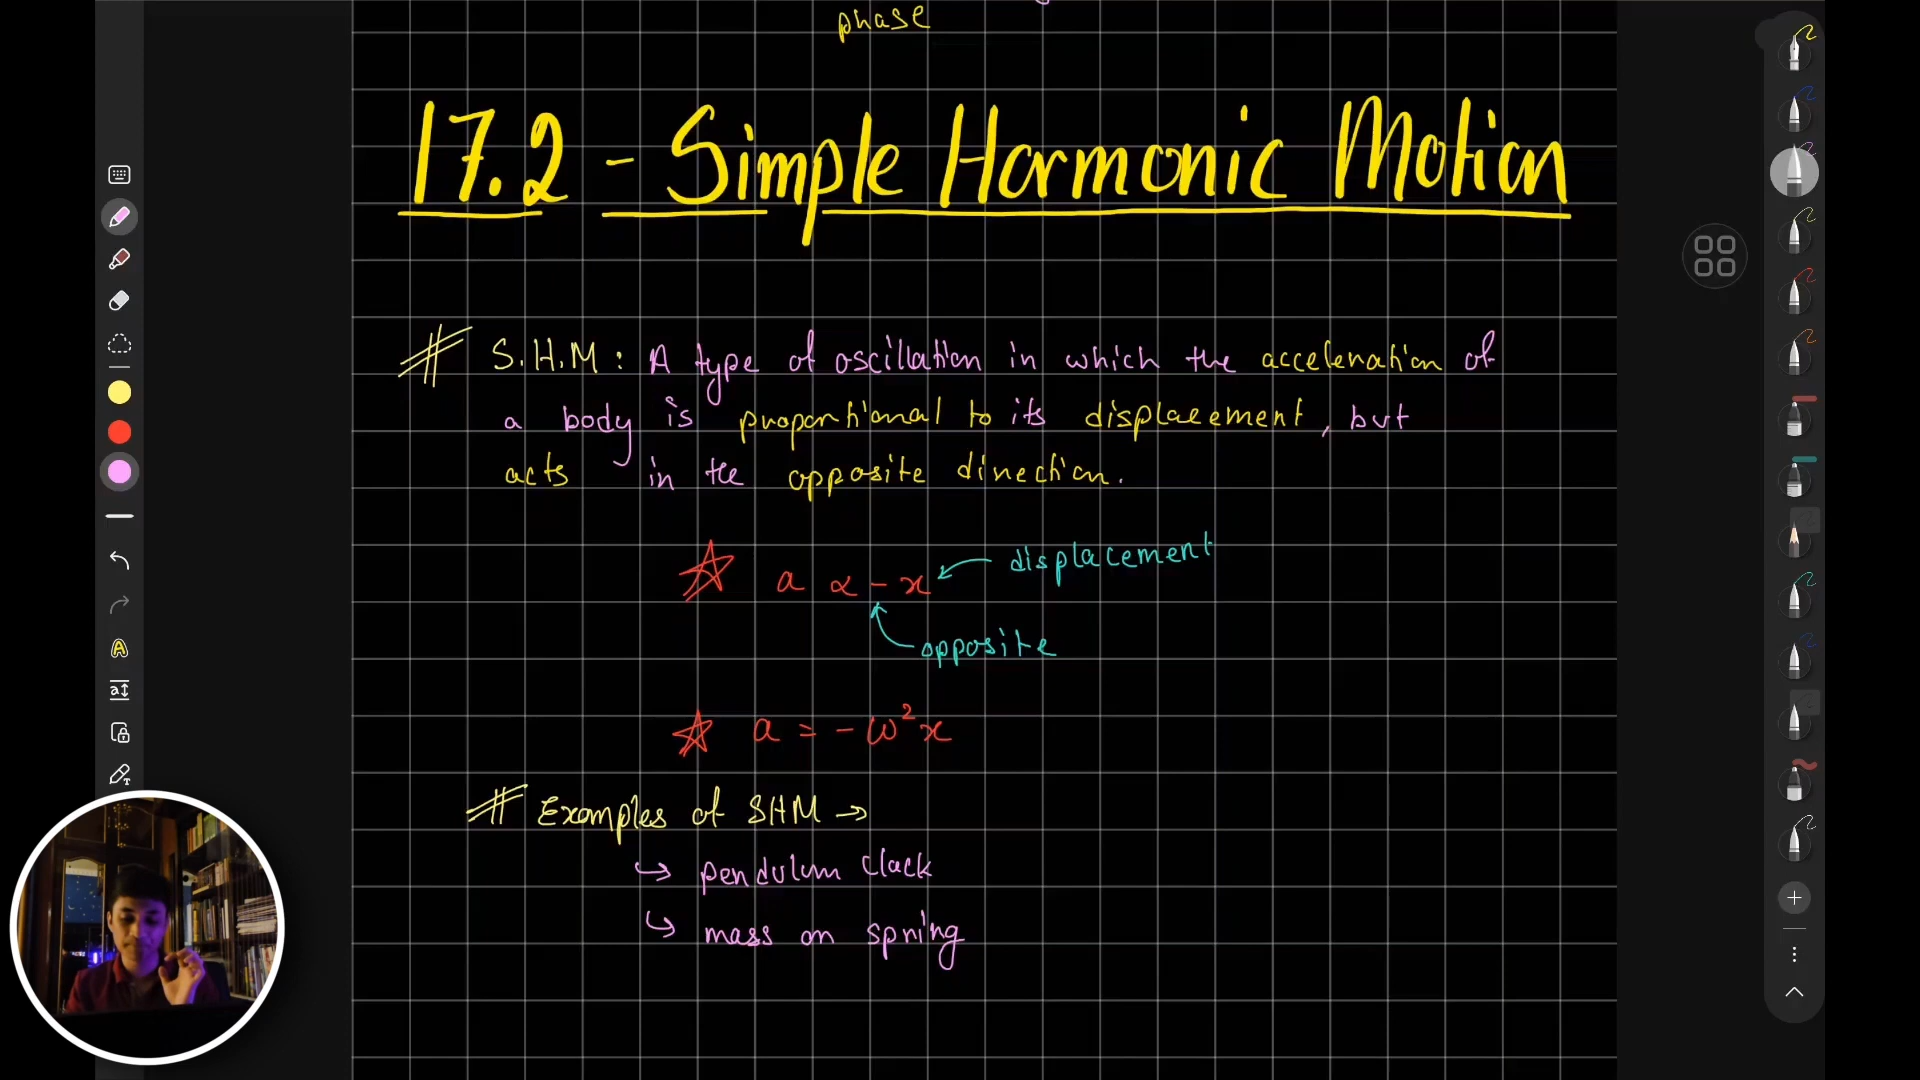 phase
17.2 - Simple Harmonic Motion
# S.H.M : A type of oscillation in which the acceleration of
a body is proportional to its displacement, but
acts in the opposite direction.
☆ a α - x displacement
opposite
☆ a = - ω²x
# Examples of SHM →
↪ pendulum clock
↪ mass on spring